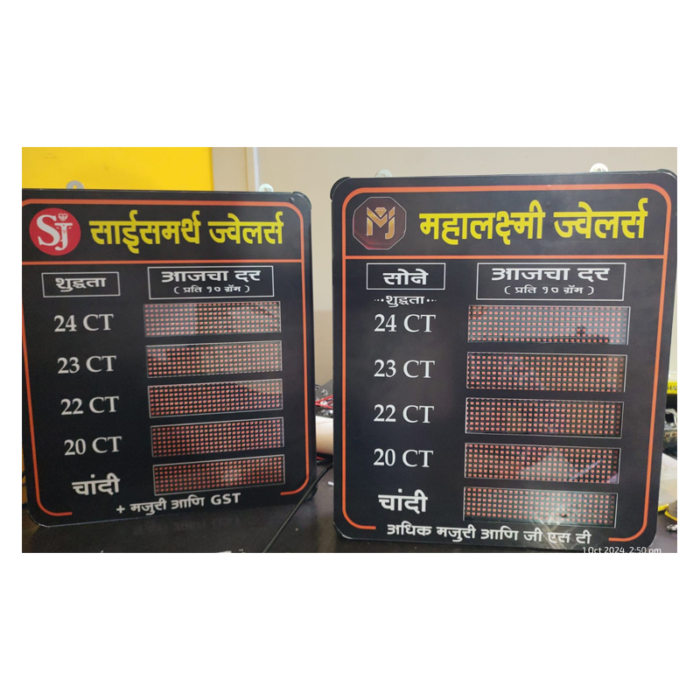 SJ साईसमर्थ ज्वेलर्स
शुद्धता
आजचा दर
( प्रति १० ग्रॅम )
24 CT
23 CT
22 CT
20 CT
चांदी
+ मजुरी आणि GST
MJ महालक्ष्मी ज्वेलर्स
सोने
शुद्धता
आजचा दर
( प्रति १० ग्रॅम )
24 CT
23 CT
22 CT
20 CT
चांदी
अधिक मजुरी आणि जी एस टी
1 Oct 2024, 2:50 pm